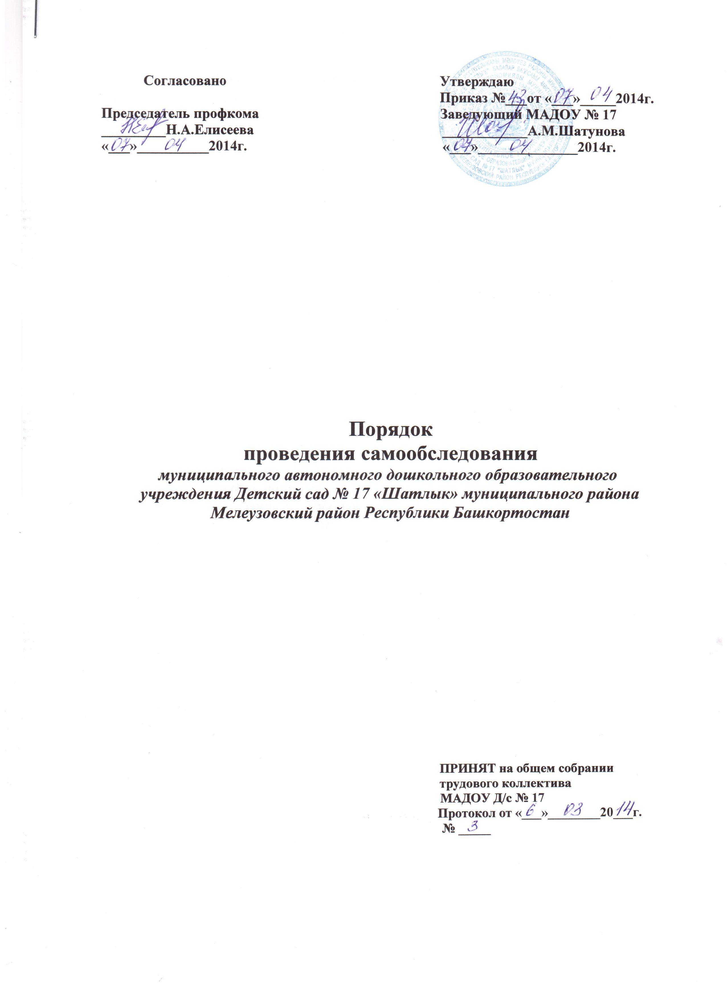 Согласовано
Председатель профкома
Н.А.Елисеева
«07» 04 2014г.
Утверждаю
Приказ № 43 от «07» 04 2014г.
Заведующий МАДОУ № 17
А.М.Шатунова
«07» 04 2014г.
Порядок
проведения самообследования
муниципального автономного дошкольного образовательного
учреждения Детский сад № 17 «Шатлык» муниципального района
Мелеузовский район Республики Башкортостан
ПРИНЯТ на общем собрании
трудового коллектива
МАДОУ Д/с № 17
Протокол от «6» 03 2014г.
№ 3